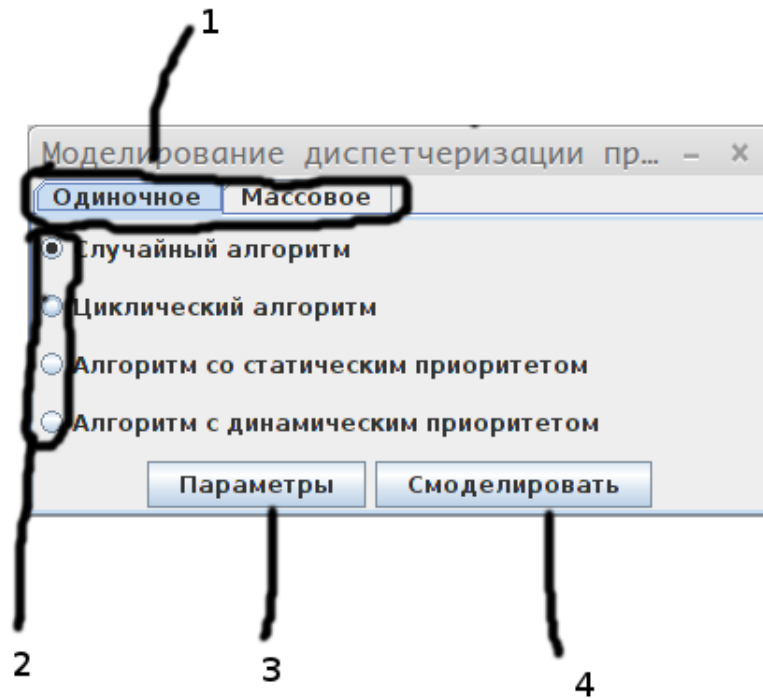 1
Моделирование диспетчеризации пр...
Одиночное Массовое
Случайный алгоритм
Циклический алгоритм
Алгоритм со статическим приоритетом
Алгоритм с динамическим приоритетом
Параметры Смоделировать
2 3 4